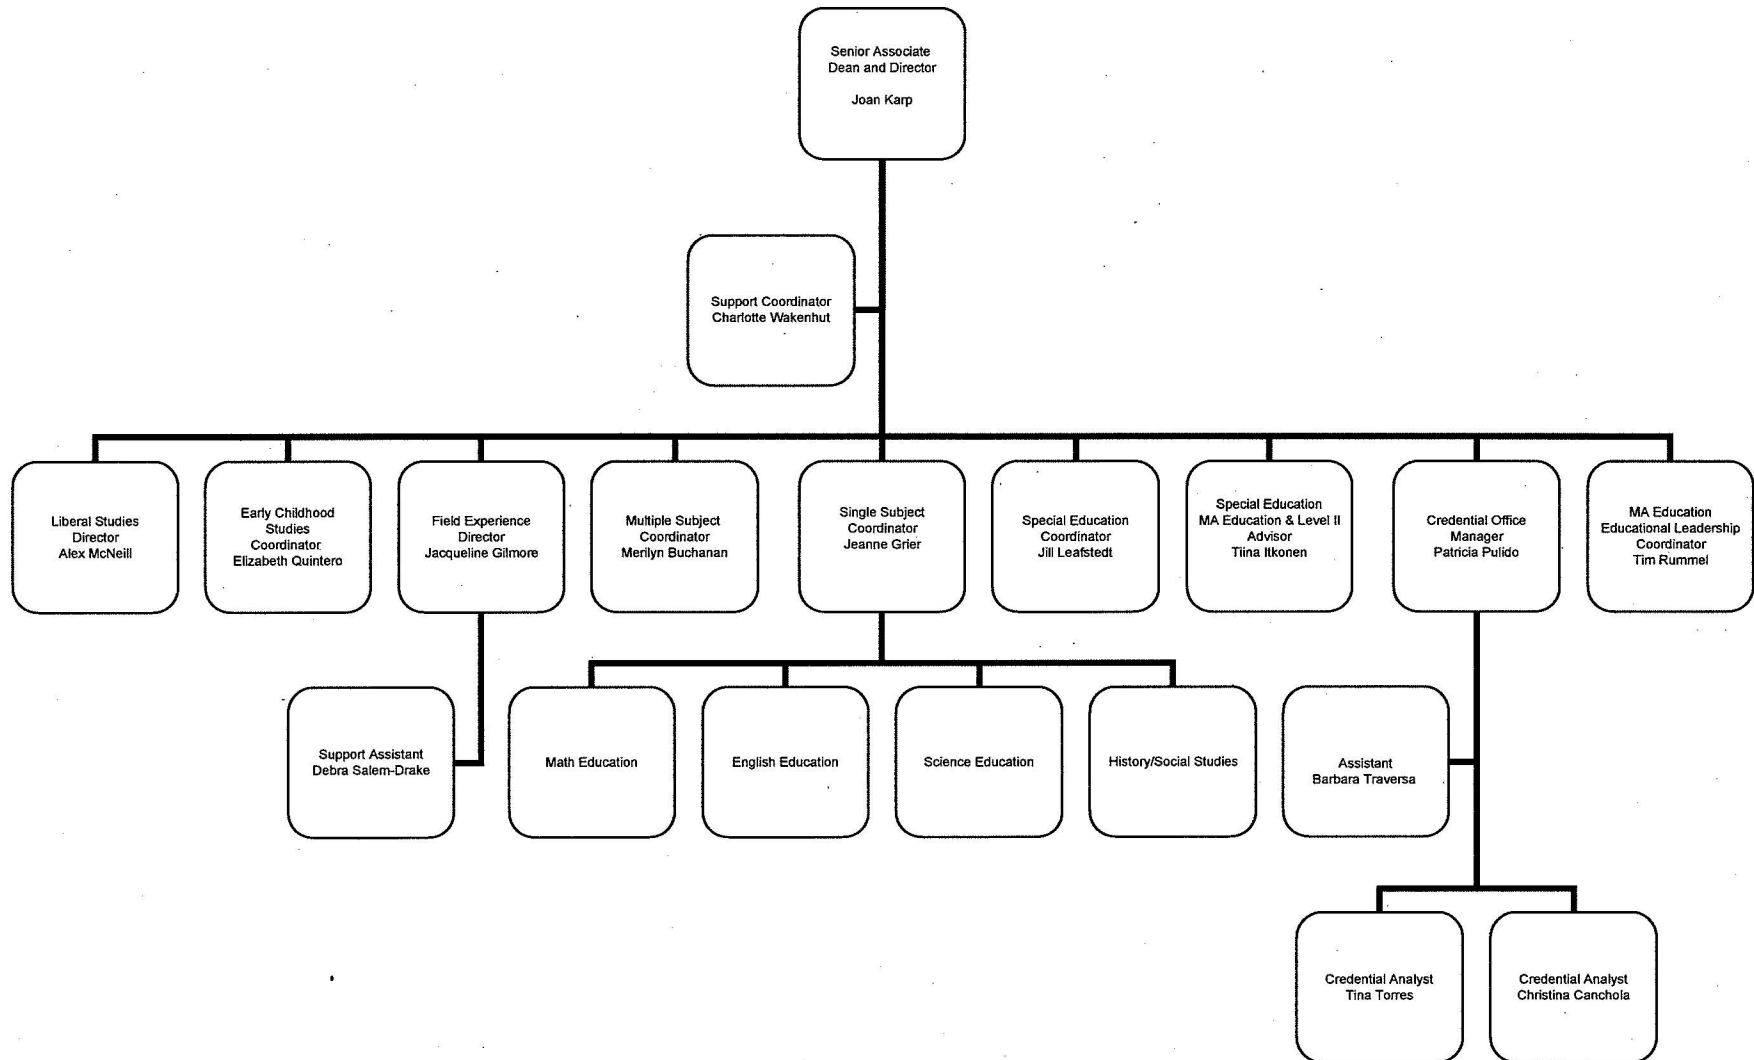 Senior Associate
Dean and Director
Joan Karp
Support Coordinator
Charlotte Wakenhut
Liberal Studies
Director
Alex McNeill
Early Childhood
Studies
Coordinator
Elizabeth Quintero
Field Experience
Director
Jacqueline Gilmore
Multiple Subject
Coordinator
Merilyn Buchanan
Single Subject
Coordinator
Jeanne Grier
Special Education
Coordinator
Jill Leafstedt
Special Education
MA Education & Level II
Advisor
Tiina Itkonen
Credential Office
Manager
Patricia Pulido
MA Education
Educational Leadership
Coordinator
Tim Rummel
Support Assistant
Debra Salem-Drake
Math Education
English Education
Science Education
History/Social Studies
Assistant
Barbara Traversa
Credential Analyst
Tina Torres
Credential Analyst
Christina Canchola